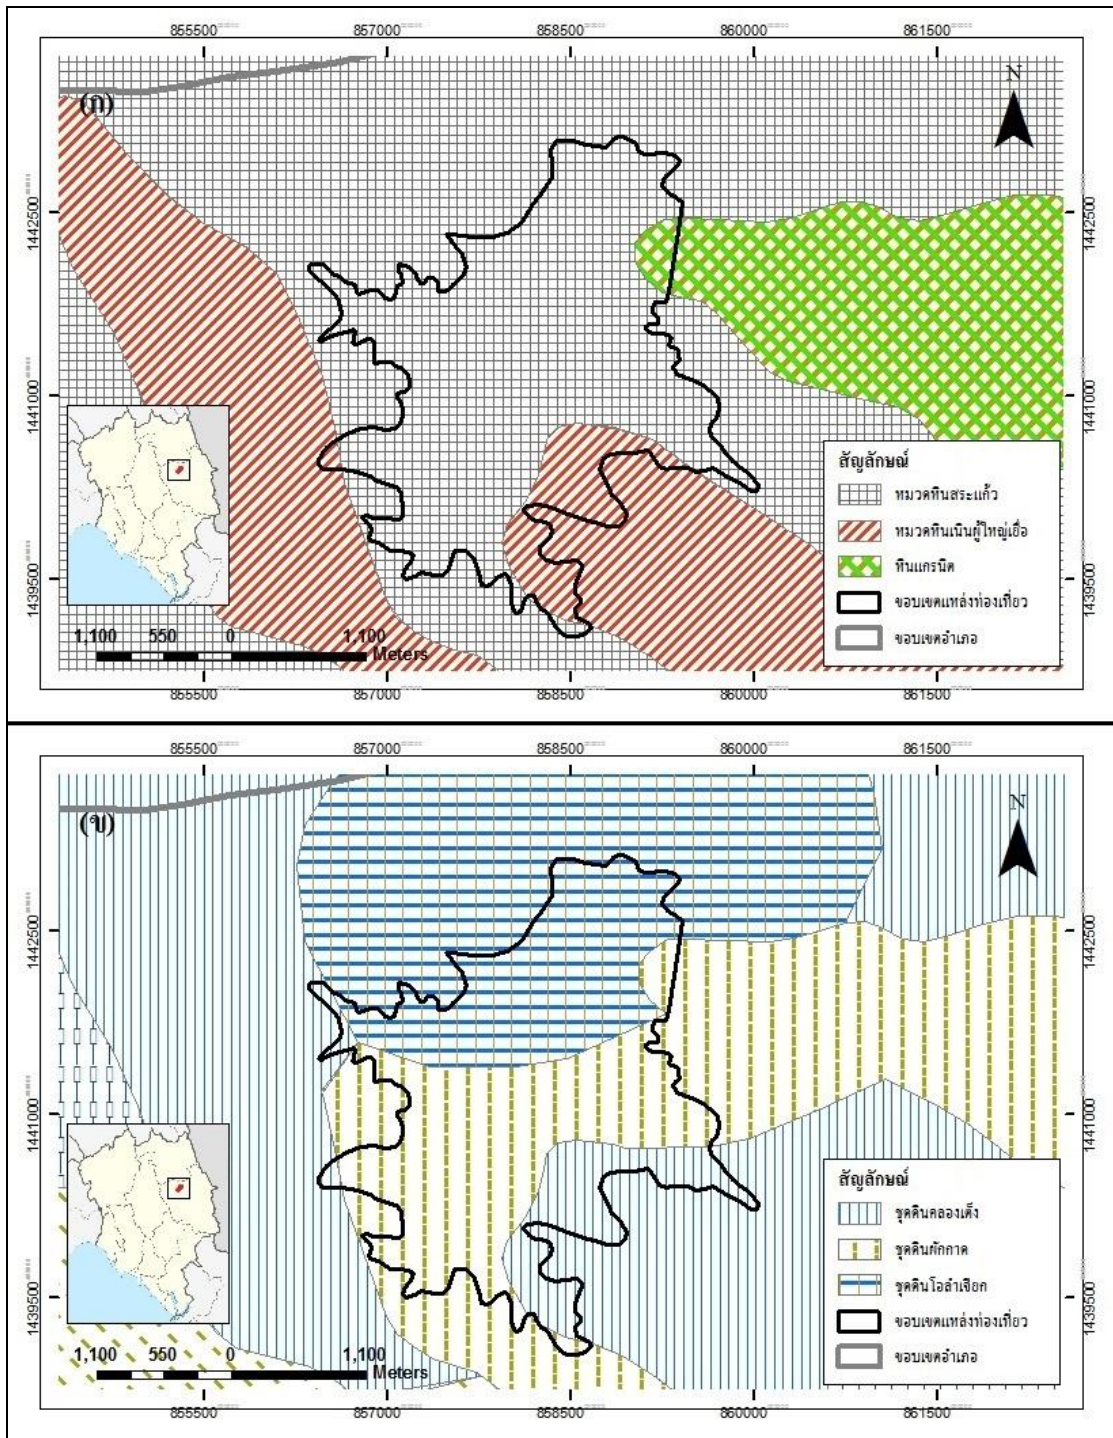 855500 857000 858500 860000 861500
(ก)
N
1442500 1442500
1441000 1441000
1439500 1439500
สัญลักษณ์
หมวดหินสระแก้ว
หมวดหินเนินผู้ใหญ่เยื่อ
หินแกรนิต
ขอบเขตแหล่งท่องเที่ยว
ขอบเขตอำเภอ
1,100 550 0 1,100
Meters
855500 857000 858500 860000 861500
855500 857000 858500 860000 861500
(ข)
N
1442500 1442500
1441000 1441000
1439500 1439500
สัญลักษณ์
ชุดดินคลองเต็ง
ชุดดินผักกาด
ชุดดินโอลำเจียก
ขอบเขตแหล่งท่องเที่ยว
ขอบเขตอำเภอ
1,100 550 0 1,100
Meters
855500 857000 858500 860000 861500